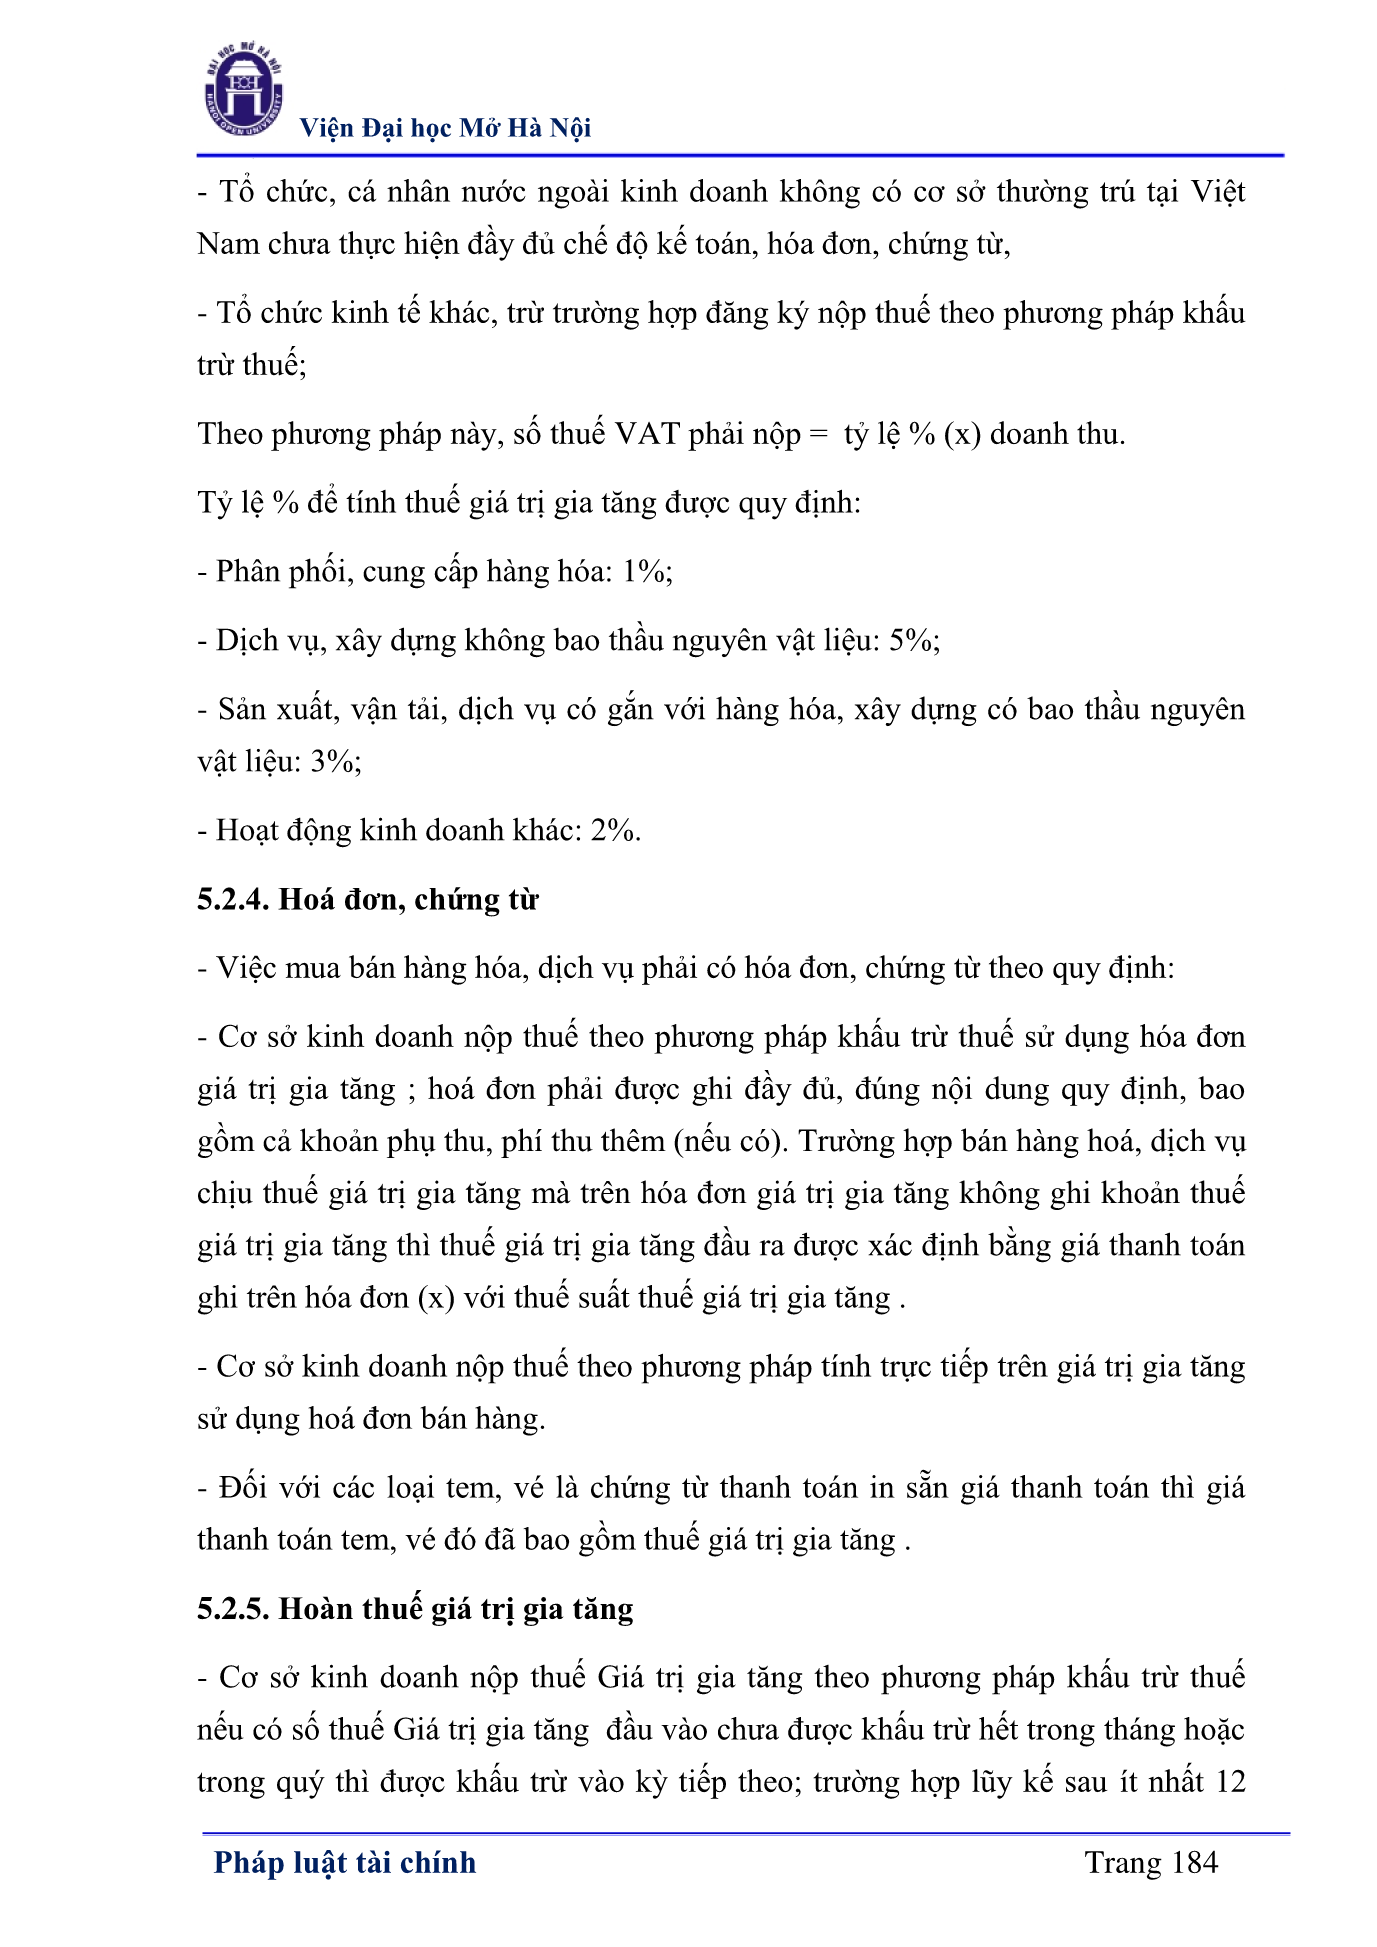 ĐẠI HỌC MỞ HÀ NỘI
HANOI OPEN UNIVERSITY
Viện Đại học Mở Hà Nội
- Tổ chức, cá nhân nước ngoài kinh doanh không có cơ sở thường trú tại Việt
Nam chưa thực hiện đầy đủ chế độ kế toán, hóa đơn, chứng từ,
- Tổ chức kinh tế khác, trừ trường hợp đăng ký nộp thuế theo phương pháp khấu
trừ thuế;
Theo phương pháp này, số thuế VAT phải nộp =  tỷ lệ % (x) doanh thu.
Tỷ lệ % để tính thuế giá trị gia tăng được quy định:
- Phân phối, cung cấp hàng hóa: 1%;
- Dịch vụ, xây dựng không bao thầu nguyên vật liệu: 5%;
- Sản xuất, vận tải, dịch vụ có gắn với hàng hóa, xây dựng có bao thầu nguyên
vật liệu: 3%;
- Hoạt động kinh doanh khác: 2%.
5.2.4. Hoá đơn, chứng từ
- Việc mua bán hàng hóa, dịch vụ phải có hóa đơn, chứng từ theo quy định:
- Cơ sở kinh doanh nộp thuế theo phương pháp khấu trừ thuế sử dụng hóa đơn
giá trị gia tăng ; hoá đơn phải được ghi đầy đủ, đúng nội dung quy định, bao
gồm cả khoản phụ thu, phí thu thêm (nếu có). Trường hợp bán hàng hoá, dịch vụ
chịu thuế giá trị gia tăng mà trên hóa đơn giá trị gia tăng không ghi khoản thuế
giá trị gia tăng thì thuế giá trị gia tăng đầu ra được xác định bằng giá thanh toán
ghi trên hóa đơn (x) với thuế suất thuế giá trị gia tăng .
- Cơ sở kinh doanh nộp thuế theo phương pháp tính trực tiếp trên giá trị gia tăng
sử dụng hoá đơn bán hàng.
- Đối với các loại tem, vé là chứng từ thanh toán in sẵn giá thanh toán thì giá
thanh toán tem, vé đó đã bao gồm thuế giá trị gia tăng .
5.2.5. Hoàn thuế giá trị gia tăng
- Cơ sở kinh doanh nộp thuế Giá trị gia tăng theo phương pháp khấu trừ thuế
nếu có số thuế Giá trị gia tăng  đầu vào chưa được khấu trừ hết trong tháng hoặc
trong quý thì được khấu trừ vào kỳ tiếp theo; trường hợp lũy kế sau ít nhất 12
Pháp luật tài chính Trang 184